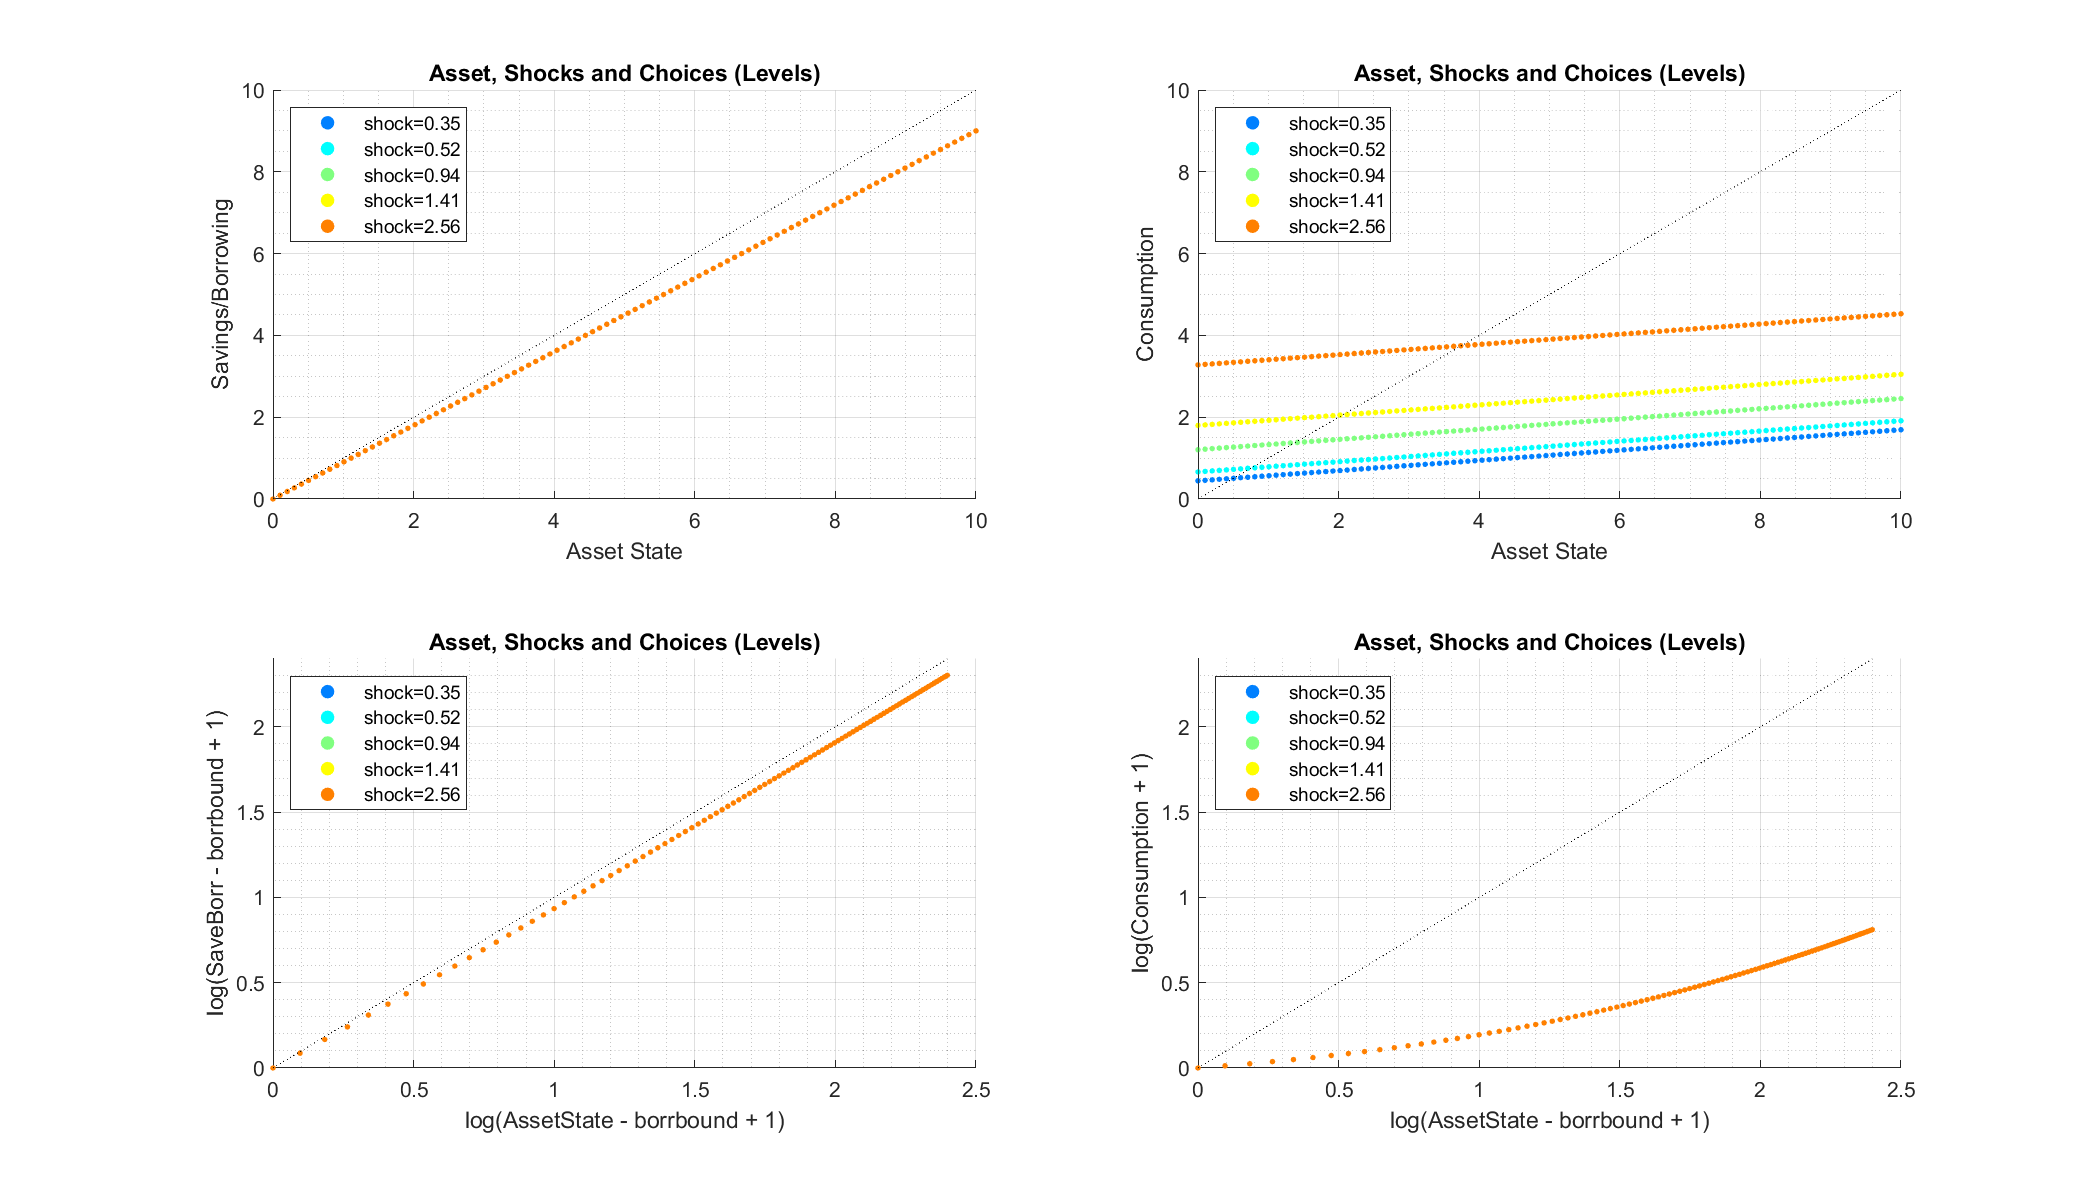 Asset, Shocks and Choices (Levels)
Savings/Borrowing
10
8
6
4
2
0
shock=0.35
shock=0.52
shock=0.94
shock=1.41
shock=2.56
0 2 4 6 8 10
Asset State
Asset, Shocks and Choices (Levels)
Consumption
10
8
6
4
2
0
shock=0.35
shock=0.52
shock=0.94
shock=1.41
shock=2.56
0 2 4 6 8 10
Asset State
Asset, Shocks and Choices (Levels)
log(SaveBorr - borrbound + 1)
2
1.5
1
0.5
0
shock=0.35
shock=0.52
shock=0.94
shock=1.41
shock=2.56
0 0.5 1 1.5 2 2.5
log(AssetState - borrbound + 1)
Asset, Shocks and Choices (Levels)
log(Consumption + 1)
2
1.5
1
0.5
0
shock=0.35
shock=0.52
shock=0.94
shock=1.41
shock=2.56
0 0.5 1 1.5 2 2.5
log(AssetState - borrbound + 1)